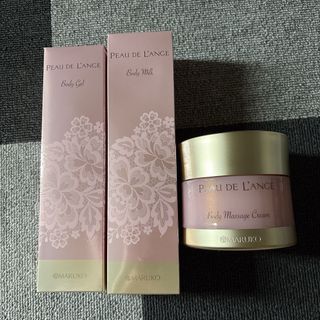 PEAU DE L'ANGE
Body Gel
MARUKO
PEAU DE L'ANGE
Body Milk
MARUKO
PEAU DE L'ANGE
Body Massage Cream
MARUKO